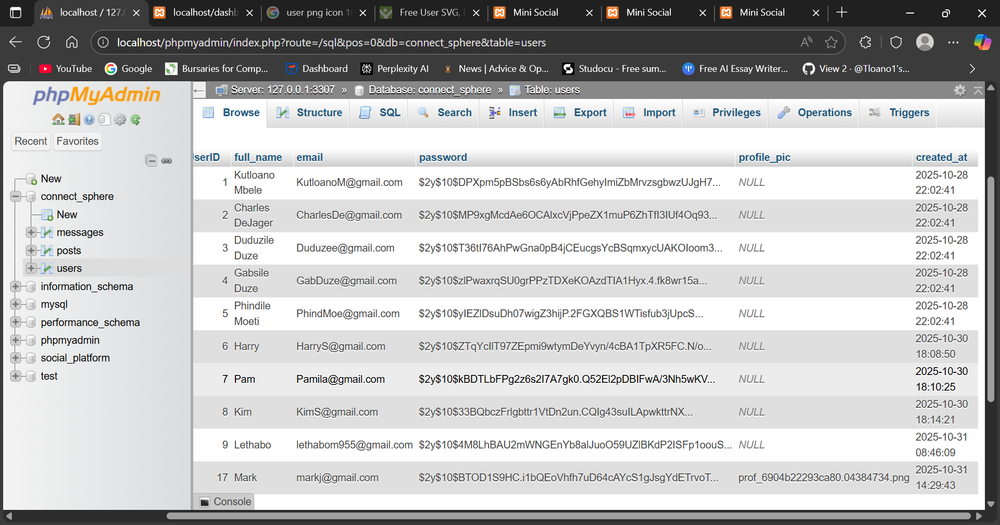 localhost / 127.0
localhost/dashb
user png icon 10
Free User SVG, 
Mini Social
Mini Social
Mini Social
localhost/phpmyadmin/index.php?route=/sql&pos=0&db=connect_sphere&table=users
YouTube
Google
Bursaries for Comp...
Dashboard
Perplexity AI
News | Advice & Op...
Studocu - Free sum...
Free AI Essay Writer...
View 2 · @Tloano1's...
phpMyAdmin
Recent Favorites
New
connect_sphere
New
messages
posts
users
information_schema
mysql
performance_schema
phpmyadmin
social_platform
test
Server: 127.0.0.1:3307 » Database: connect_sphere » Table: users
Browse Structure SQL Search Insert Export Import Privileges Operations Triggers
serID full_name email password profile_pic created_at
1 Kutloano Mbele KutloanoM@gmail.com $2y$10$DPXpm5pBSbs6s6yAbRhfGehyImiZbMrvzsgbwzUJgH7... NULL 2025-10-28 22:02:41
2 Charles DeJager CharlesDe@gmail.com $2y$10$MP9xgMcdAe6OCAlxcVjPpeZX1muP6ZhTfI3IUf4Oq93... NULL 2025-10-28 22:02:41
3 Duduzile Duze Duduzee@gmail.com $2y$10$T36tI76AhPwGna0pB4jCEucgsYcBSqmxycUAKOIoom3... NULL 2025-10-28 22:02:41
4 Gabsile Duze GabDuze@gmail.com $2y$10$zlPwaxrqSU0grPPzTDXeKOAzdTIA1Hyx.4.fk8wr15a... NULL 2025-10-28 22:02:41
5 Phindile Moeti PhindMoe@gmail.com $2y$10$yIEZlDsuDh07wigZ3hijP.2FGXQBS1WTisfub3jUpcS... NULL 2025-10-28 22:02:41
6 Harry HarryS@gmail.com $2y$10$ZTqYcIlT97ZEpmi9wtymDeYvyn/4cBA1TpXR5FC.N/o... NULL 2025-10-30 18:08:50
7 Pam Pamila@gmail.com $2y$10$kBDTLbFPg2z6s2I7A7gk0.Q52El2pDBIFwA/3Nh5wKV... NULL 2025-10-30 18:10:25
8 Kim KimS@gmail.com $2y$10$33BQbczFrlgbttr1VtDn2un.CQIg43suILApwkttrNX... NULL 2025-10-30 18:14:21
9 Lethabo lethabom955@gmail.com $2y$10$4M8LhBAU2mWNGEnYb8alJuoO59UZlBKdP2ISFp1oouS... NULL 2025-10-31 08:46:09
17 Mark markj@gmail.com $2y$10$BTOD1S9HC.i1bQEoVhfh7uD64cAYcS1gJsgYdETrvoT... prof_6904b22293ca80.04384734.png 2025-10-31 14:29:43
Console